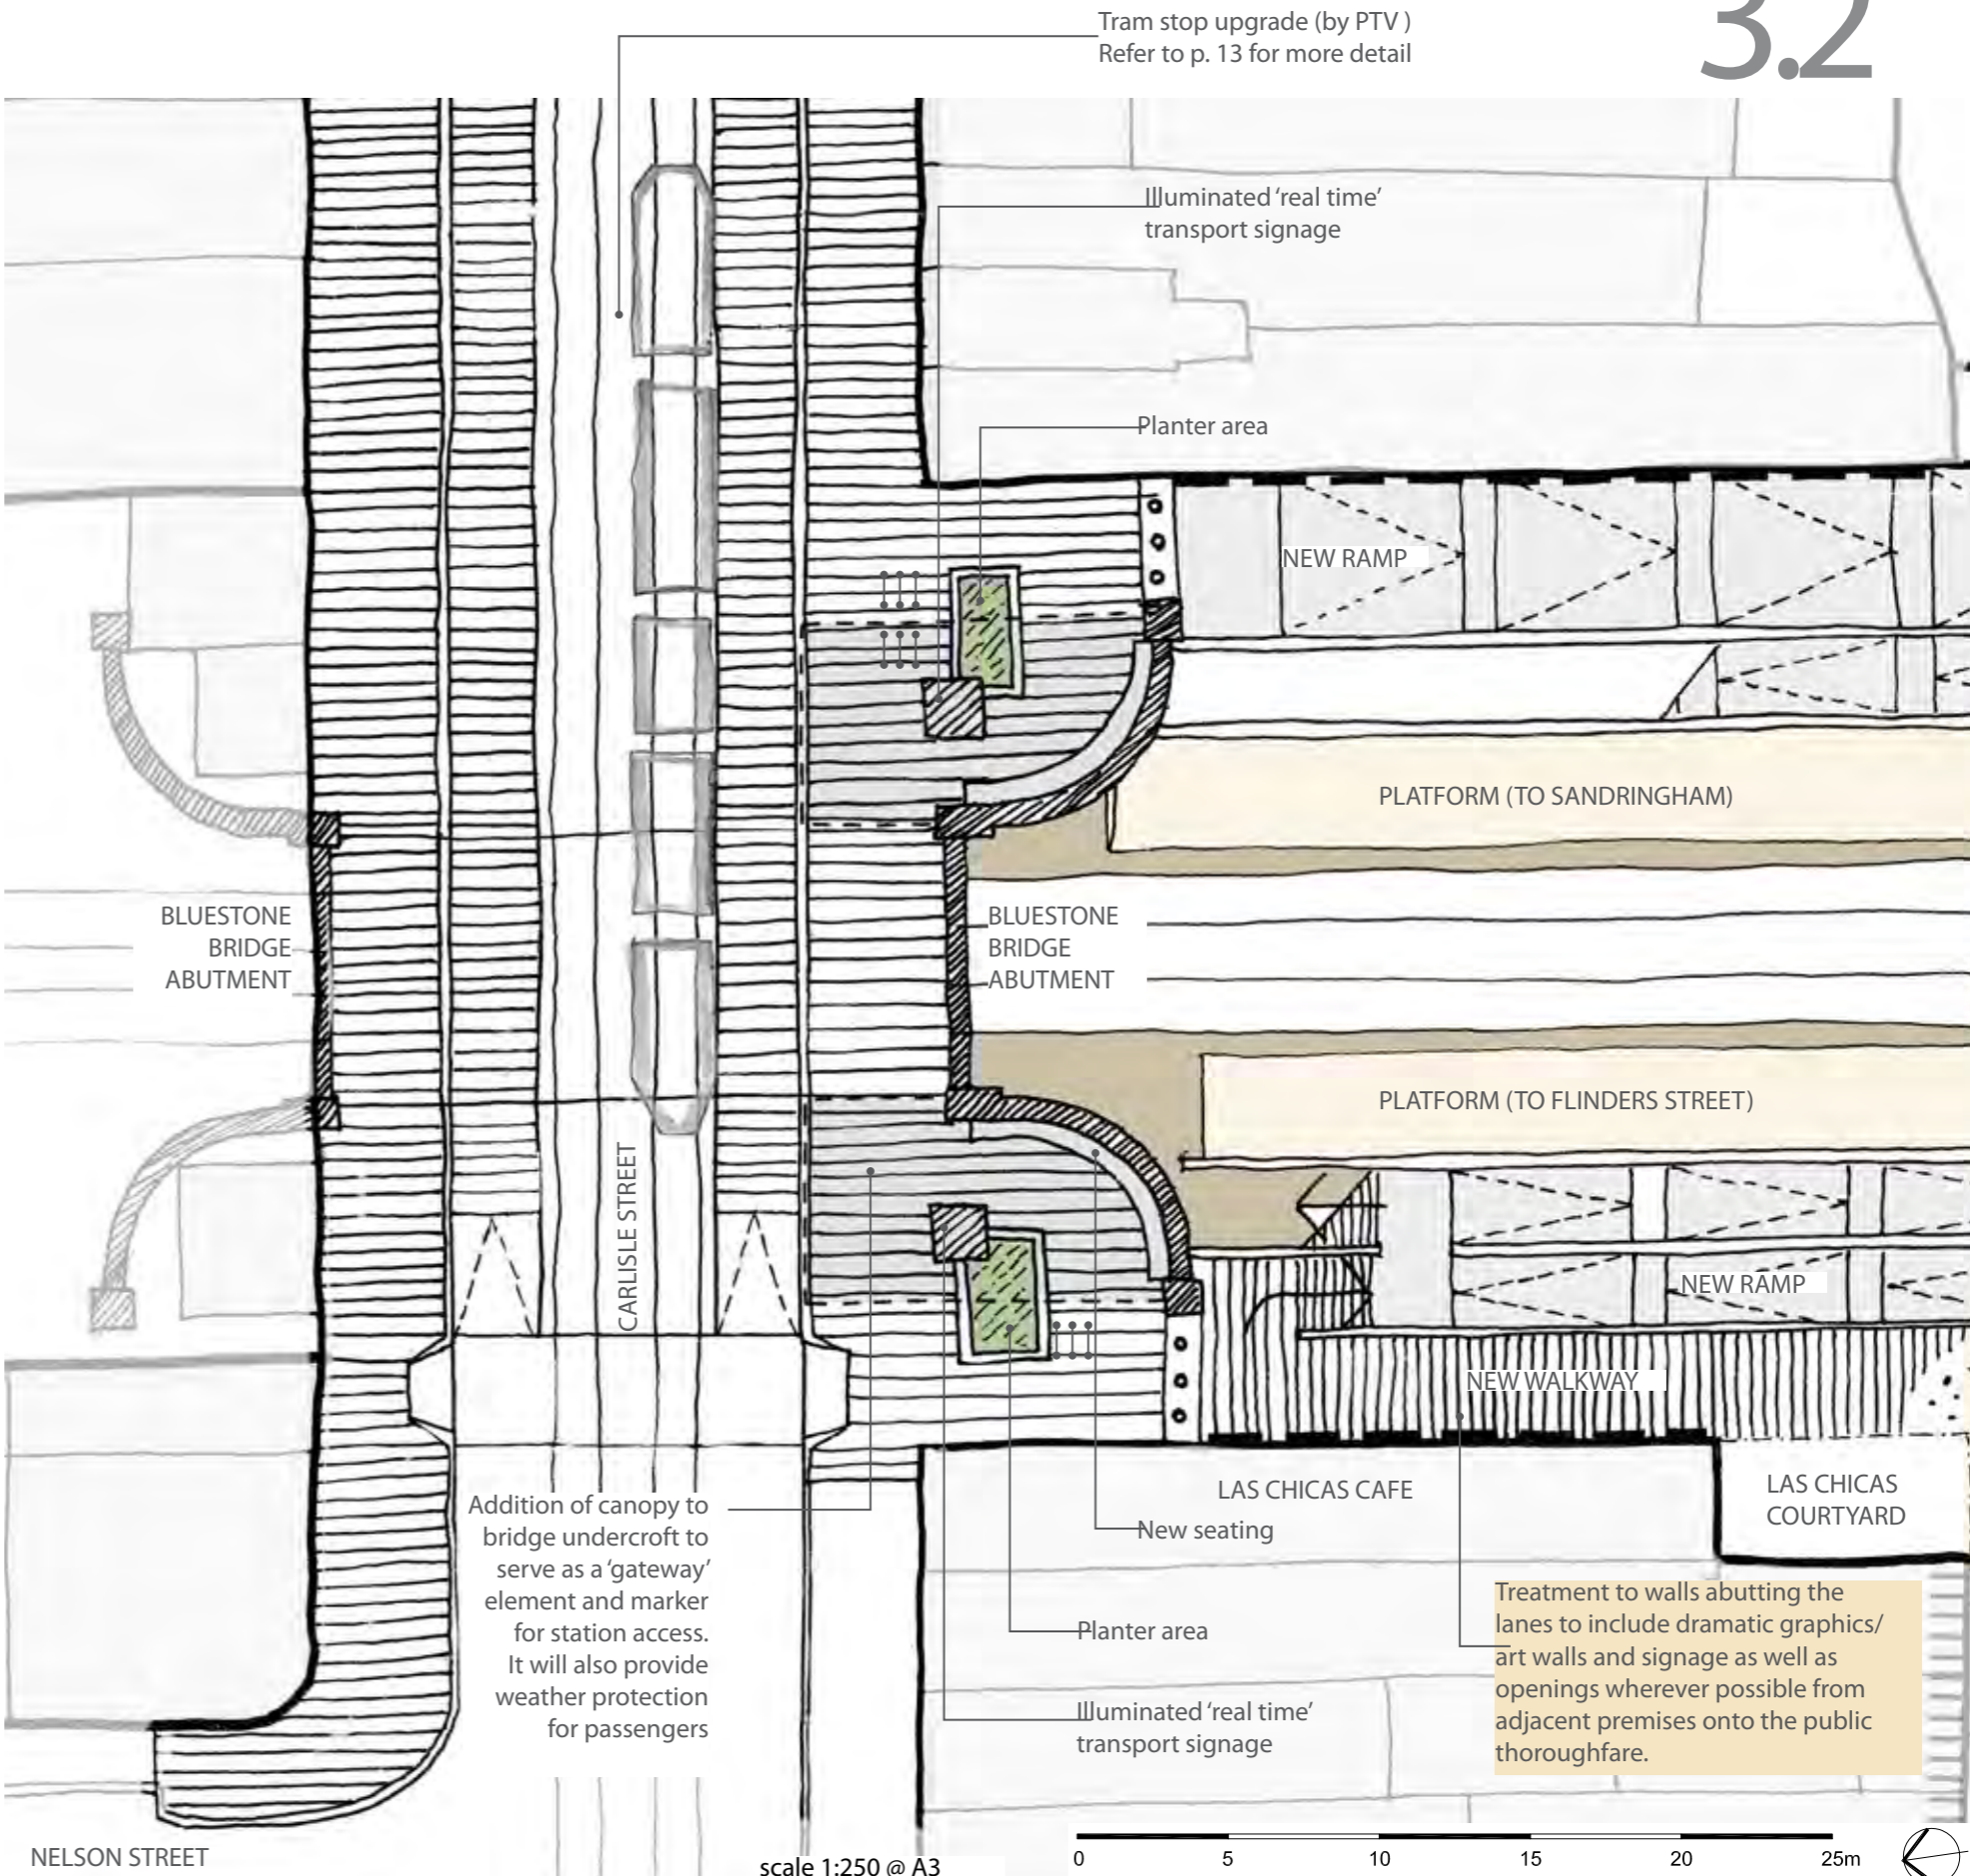 3.2
Tram stop upgrade (by PTV )
Refer to p. 13 for more detail
Illuminated ‘real time’
transport signage
Planter area
NEW RAMP
PLATFORM (TO SANDRINGHAM)
BLUESTONE
BRIDGE
ABUTMENT
BLUESTONE
BRIDGE
ABUTMENT
PLATFORM (TO FLINDERS STREET)
CARLISLE STREET
NEW RAMP
NEW WALKWAY
LAS CHICAS CAFE
LAS CHICAS
COURTYARD
Addition of canopy to
bridge undercroft to
serve as a ‘gateway’
element and marker
for station access.
It will also provide
weather protection
for passengers
New seating
Planter area
Illuminated ‘real time’
transport signage
Treatment to walls abutting the
lanes to include dramatic graphics/
art walls and signage as well as
openings wherever possible from
adjacent premises onto the public
thoroughfare.
NELSON STREET
scale 1:250 @ A3
0 5 10 15 20 25m